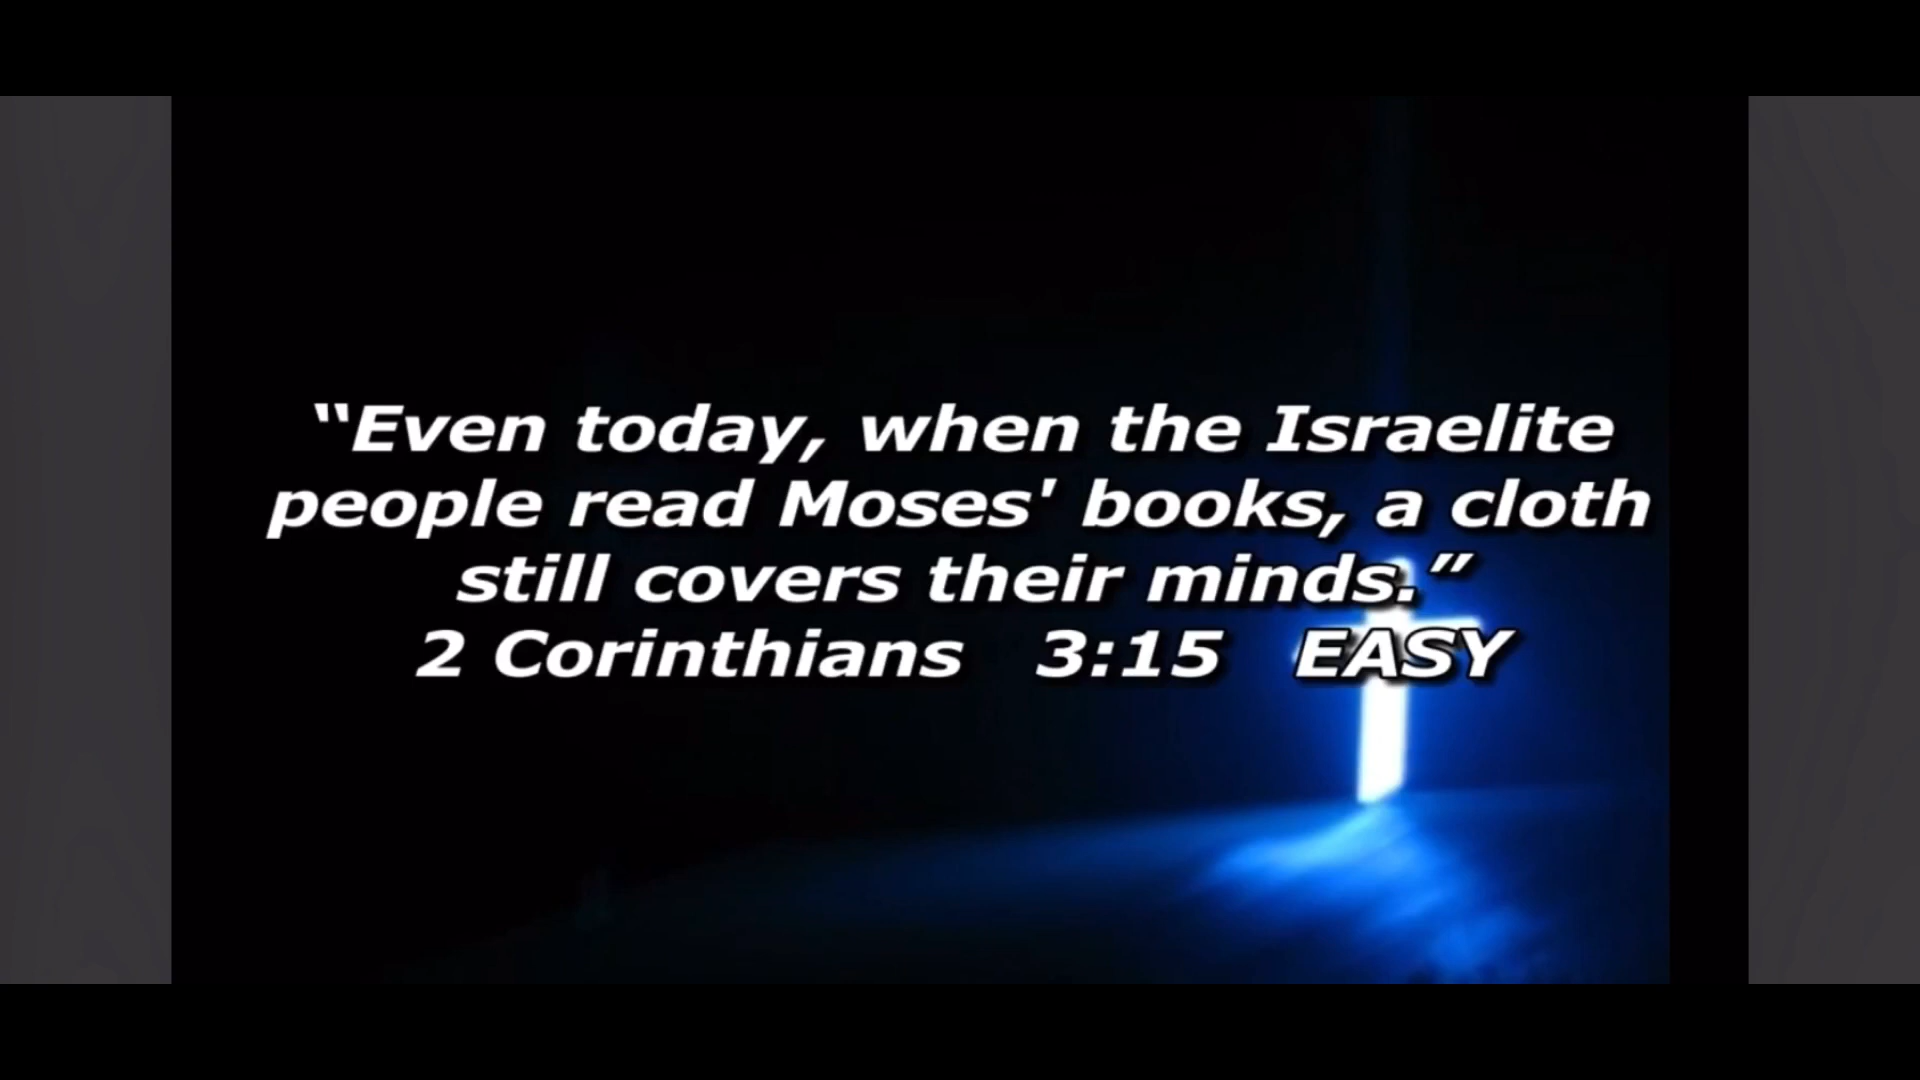 “Even today, when the Israelite
people read Moses' books, a cloth
still covers their minds.”
2 Corinthians 3:15 EASY